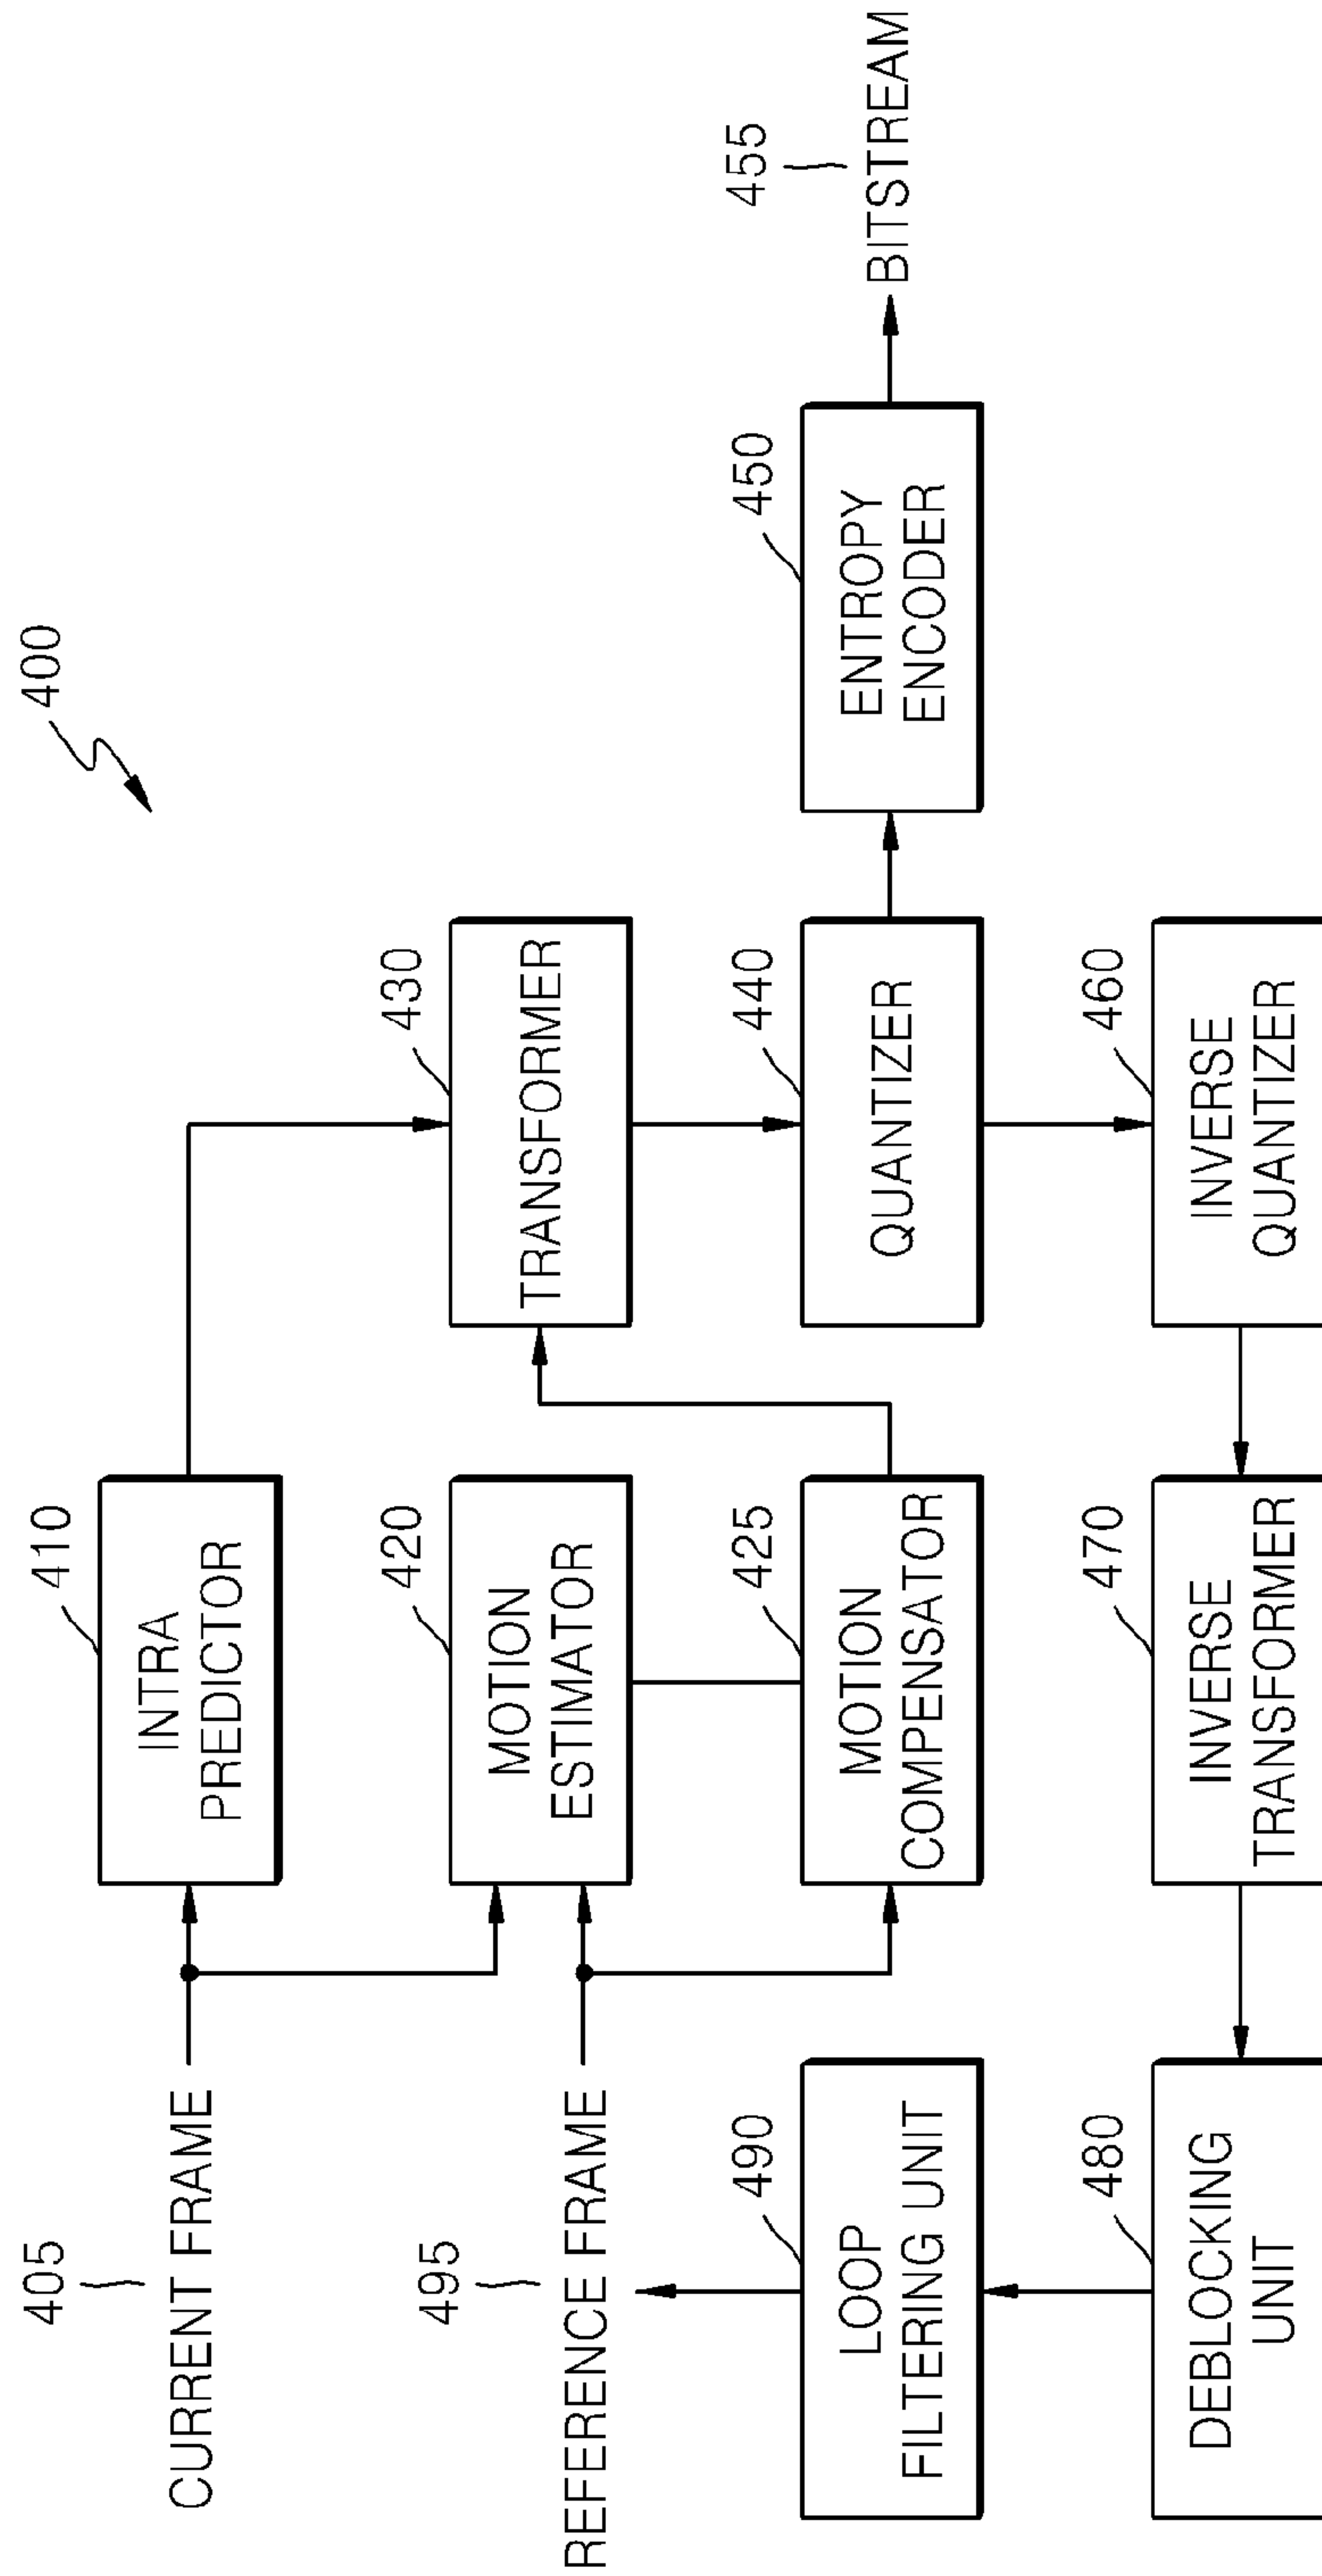 400
405
CURRENT FRAME
410
INTRA
PREDICTOR
495
REFERENCE FRAME
420
MOTION
ESTIMATOR
430
TRANSFORMER
490
LOOP
FILTERING UNIT
425
MOTION
COMPENSATOR
440
QUANTIZER
450
ENTROPY
ENCODER
455
BITSTREAM
480
DEBLOCKING
UNIT
470
INVERSE
TRANSFORMER
460
INVERSE
QUANTIZER